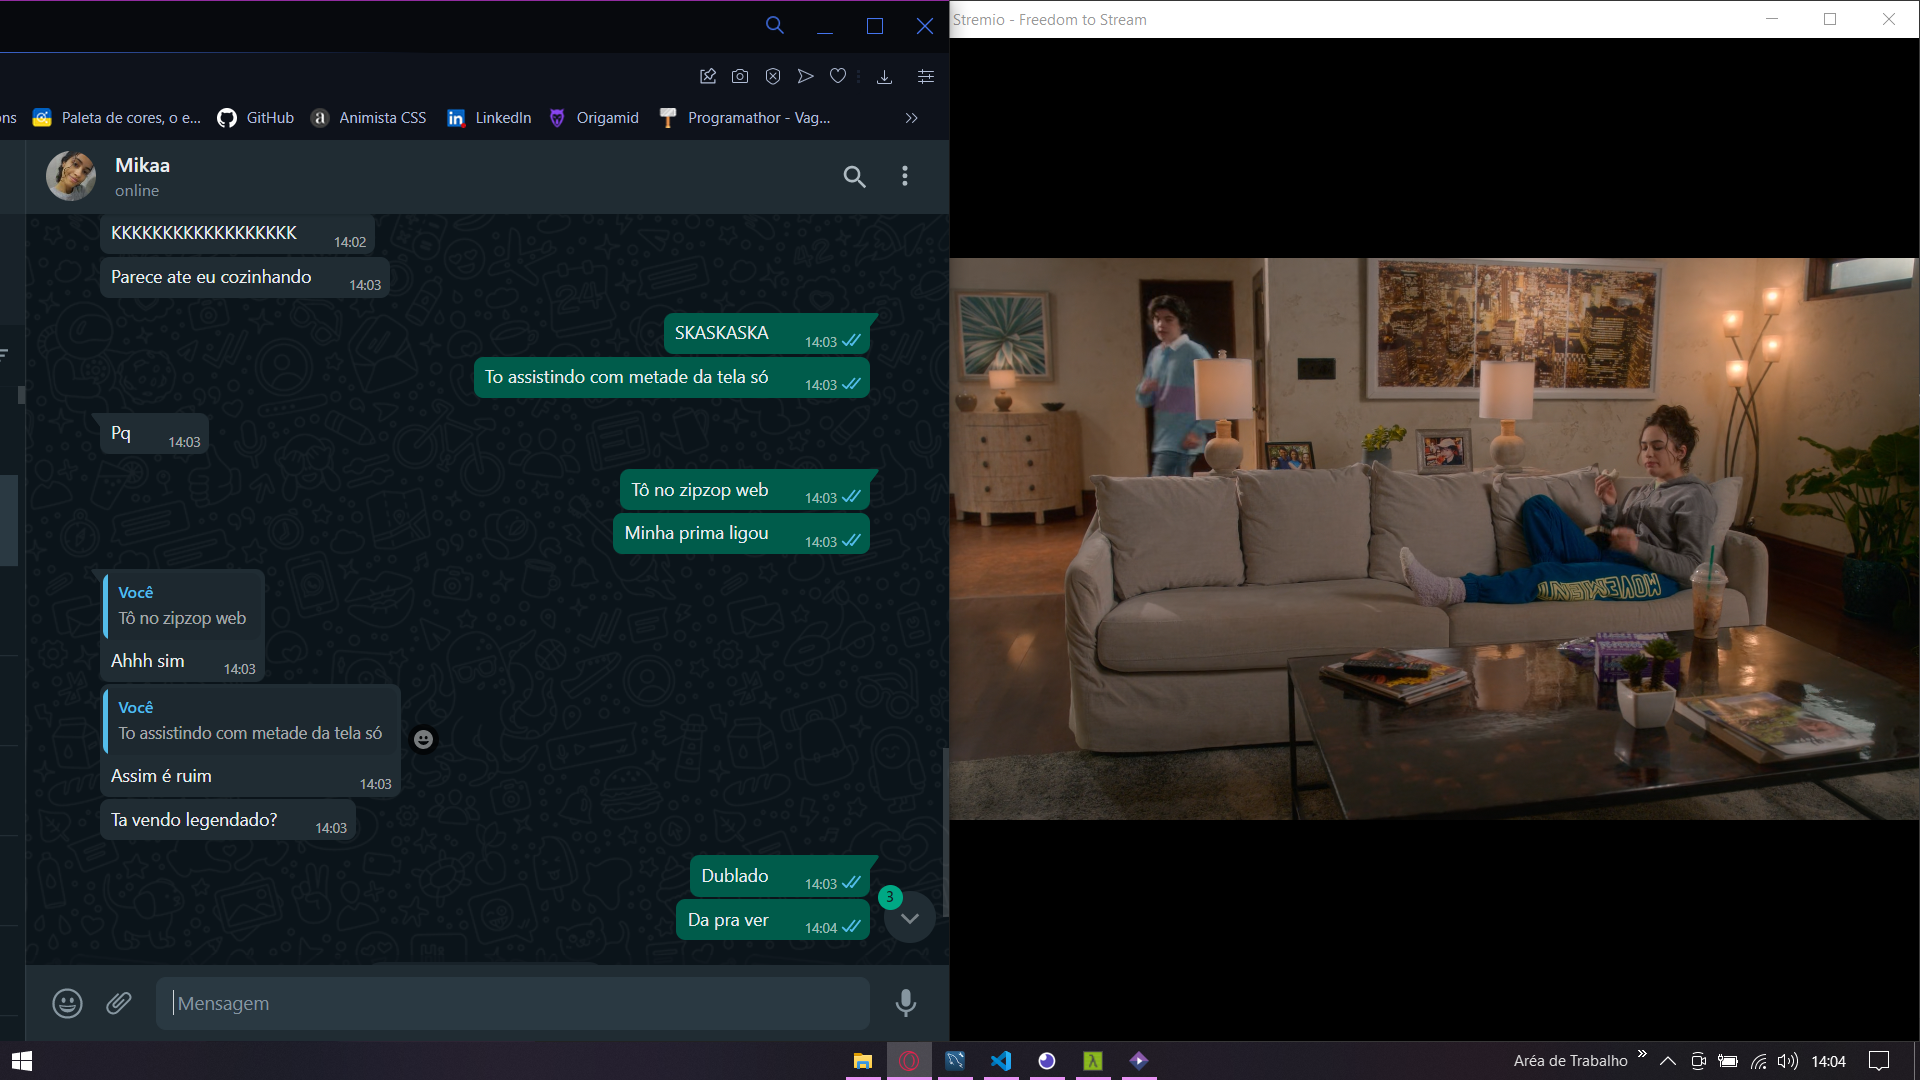 Stremio - Freedom to Stream
ons
Paleta de cores, o e...
GitHub
Animista CSS
LinkedIn
Origamid
Programathor - Vag...
Mikaa
online
KKKKKKKKKKKKKKKKKK 14:02
Parece ate eu cozinhando 14:03
SKASKASKA 14:03
To assistindo com metade da tela só 14:03
Pq 14:03
Tô no zipzop web 14:03
Minha prima ligou 14:03
Você
Tô no zipzop web
Ahhh sim 14:03
Você
To assistindo com metade da tela só
Assim é ruim 14:03
Ta vendo legendado? 14:03
Dublado 14:03
3
Da pra ver 14:04
Mensagem
MOVEMENT
Aréa de Trabalho
14:04